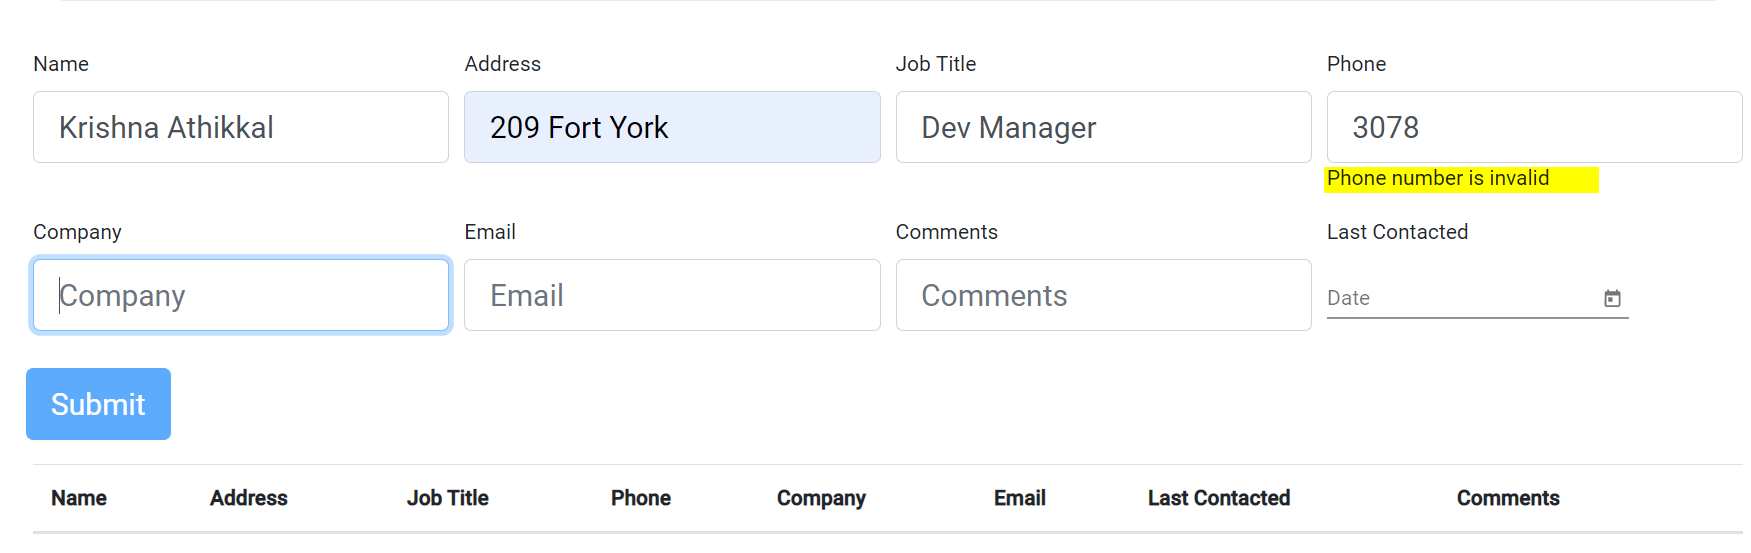 Name Address Job Title Phone
Krishna Athikkal 209 Fort York Dev Manager 3078
Phone number is invalid
Company Email Comments Last Contacted
Company Email Comments Date
Submit
Name Address Job Title Phone Company Email Last Contacted Comments